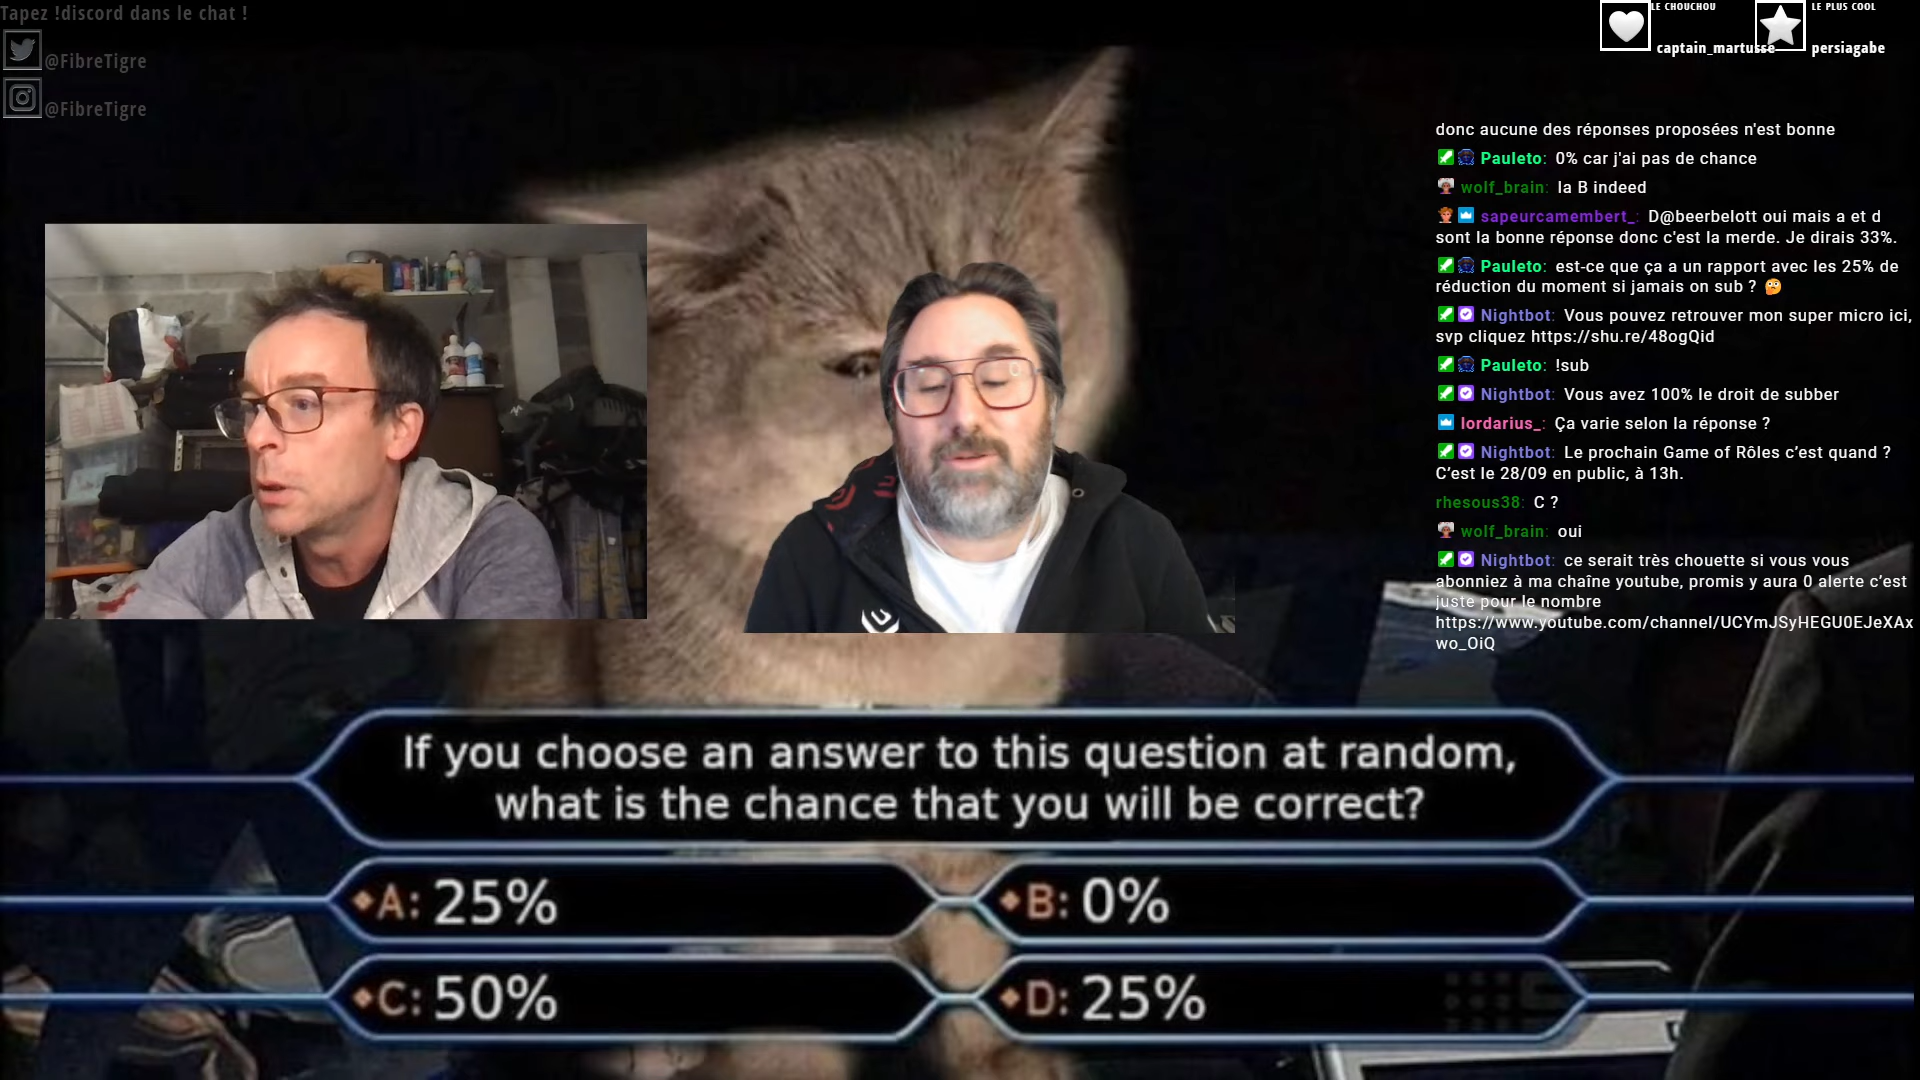 Tapez !discord dans le chat !
@FibreTigre
@FibreTigre
LE CHOUCHOU
captain_martusse
LE PLUS COOL
persiagabe
donc aucune des réponses proposées n'est bonne
Pauleto: 0% car j'ai pas de chance
wolf_brain: la B indeed
sapeurcamembert_: D@beerbelott oui mais a et d
sont la bonne réponse donc c'est la merde. Je dirais 33%.
Pauleto: est-ce que ça a un rapport avec les 25% de
réduction du moment si jamais on sub ? 🤔
Nightbot: Vous pouvez retrouver mon super micro ici,
svp cliquez https://shu.re/48ogQid
Pauleto: !sub
Nightbot: Vous avez 100% le droit de subber
lordarius_: Ça varie selon la réponse ?
Nightbot: Le prochain Game of Rôles c’est quand ?
C’est le 28/09 en public, à 13h.
rhesous38: C ?
wolf_brain: oui
Nightbot: ce serait très chouette si vous vous
abonniez à ma chaîne youtube, promis y aura 0 alerte c’est
juste pour le nombre
https://www.youtube.com/channel/UCYmJSyHEGU0EJeXAx
wo_OiQ
If you choose an answer to this question at random,
what is the chance that you will be correct?
A: 25%
B: 0%
C: 50%
D: 25%